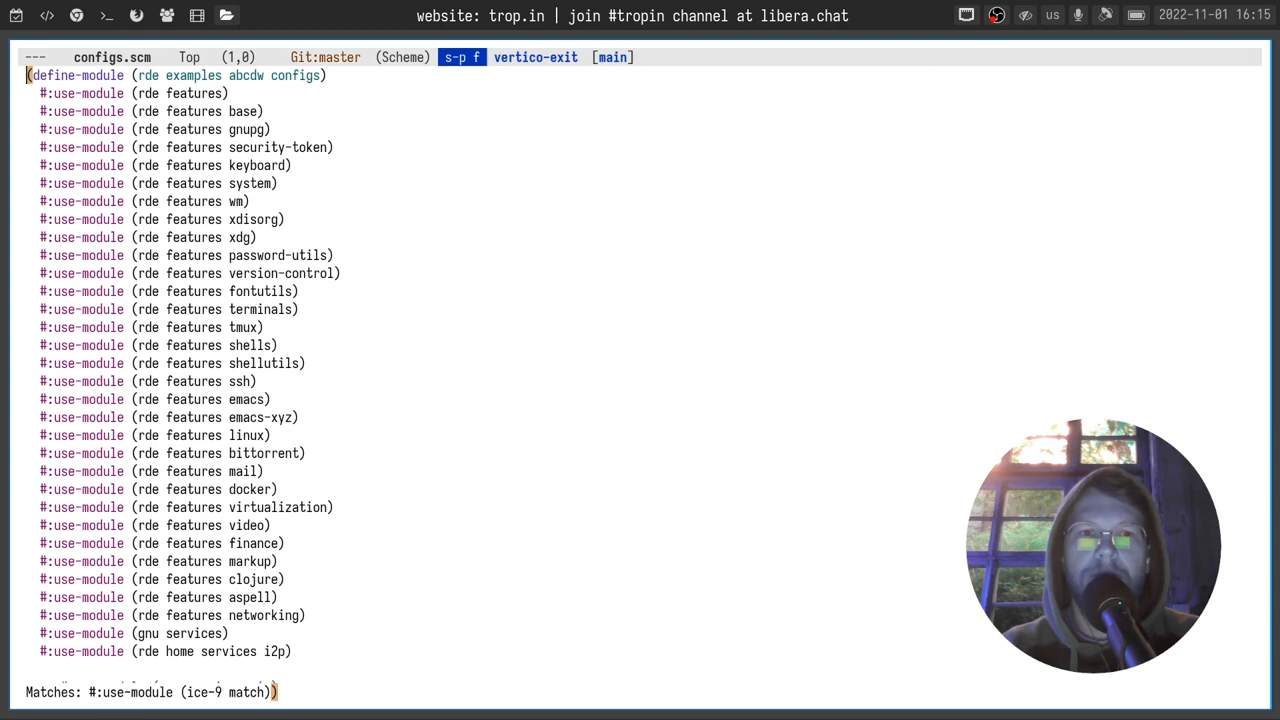 website: trop.in | join #tropin channel at libera.chat
us
2022-11-01 16:15
--- configs.scm Top (1,0) Git:master (Scheme) s-p f vertico-exit [main]
(define-module (rde examples abcdw configs)
#:use-module (rde features)
#:use-module (rde features base)
#:use-module (rde features gnupg)
#:use-module (rde features security-token)
#:use-module (rde features keyboard)
#:use-module (rde features system)
#:use-module (rde features wm)
#:use-module (rde features xdisorg)
#:use-module (rde features xdg)
#:use-module (rde features password-utils)
#:use-module (rde features version-control)
#:use-module (rde features fontutils)
#:use-module (rde features terminals)
#:use-module (rde features tmux)
#:use-module (rde features shells)
#:use-module (rde features shellutils)
#:use-module (rde features ssh)
#:use-module (rde features emacs)
#:use-module (rde features emacs-xyz)
#:use-module (rde features linux)
#:use-module (rde features bittorrent)
#:use-module (rde features mail)
#:use-module (rde features docker)
#:use-module (rde features virtualization)
#:use-module (rde features video)
#:use-module (rde features finance)
#:use-module (rde features markup)
#:use-module (rde features clojure)
#:use-module (rde features aspell)
#:use-module (rde features networking)
#:use-module (gnu services)
#:use-module (rde home services i2p)
Matches: #:use-module (ice-9 match))